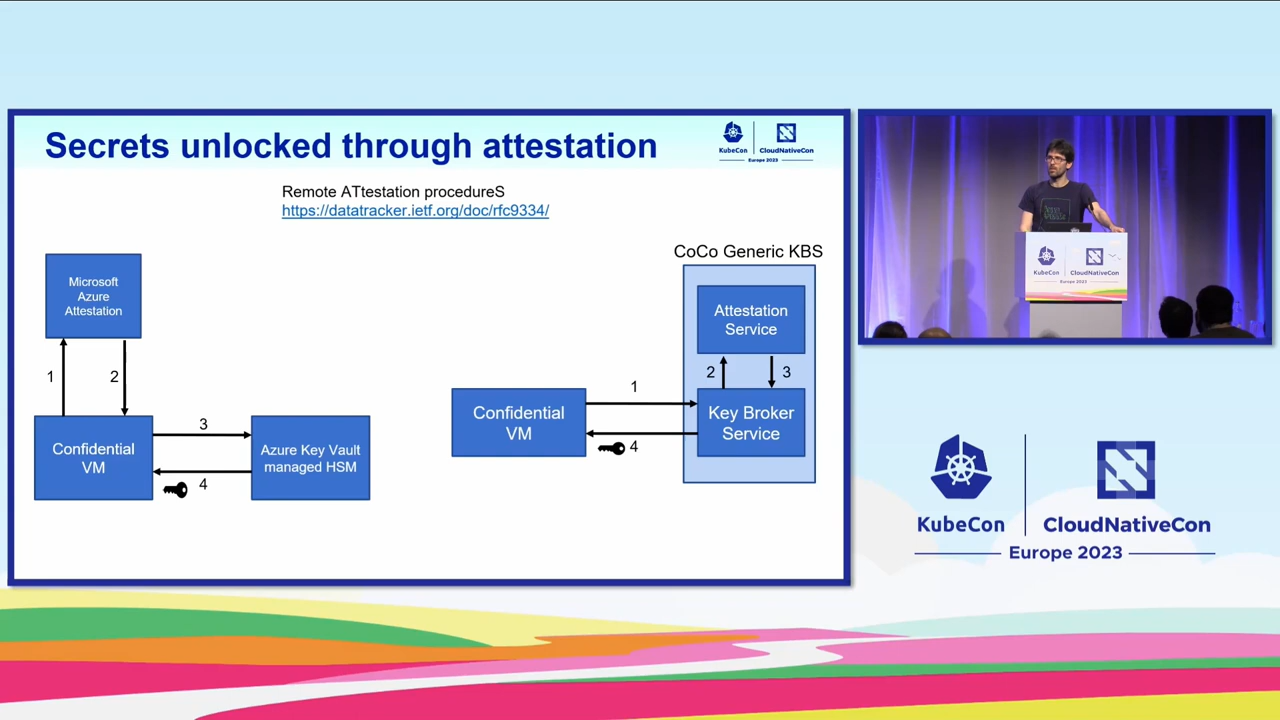 Secrets unlocked through attestation
KubeCon
CloudNativeCon
Europe 2023
Remote ATtestation procedureS
https://datatracker.ietf.org/doc/rfc9334/
Microsoft
Azure
Attestation
1
2
Confidential
VM
3
4
Azure Key Vault
managed HSM
CoCo Generic KBS
Attestation
Service
2
3
Confidential
VM
1
4
Key Broker
Service
KubeCon
CloudNativeCon
Europe 2023
KubeCon
CloudNativeCon
Europe 2023